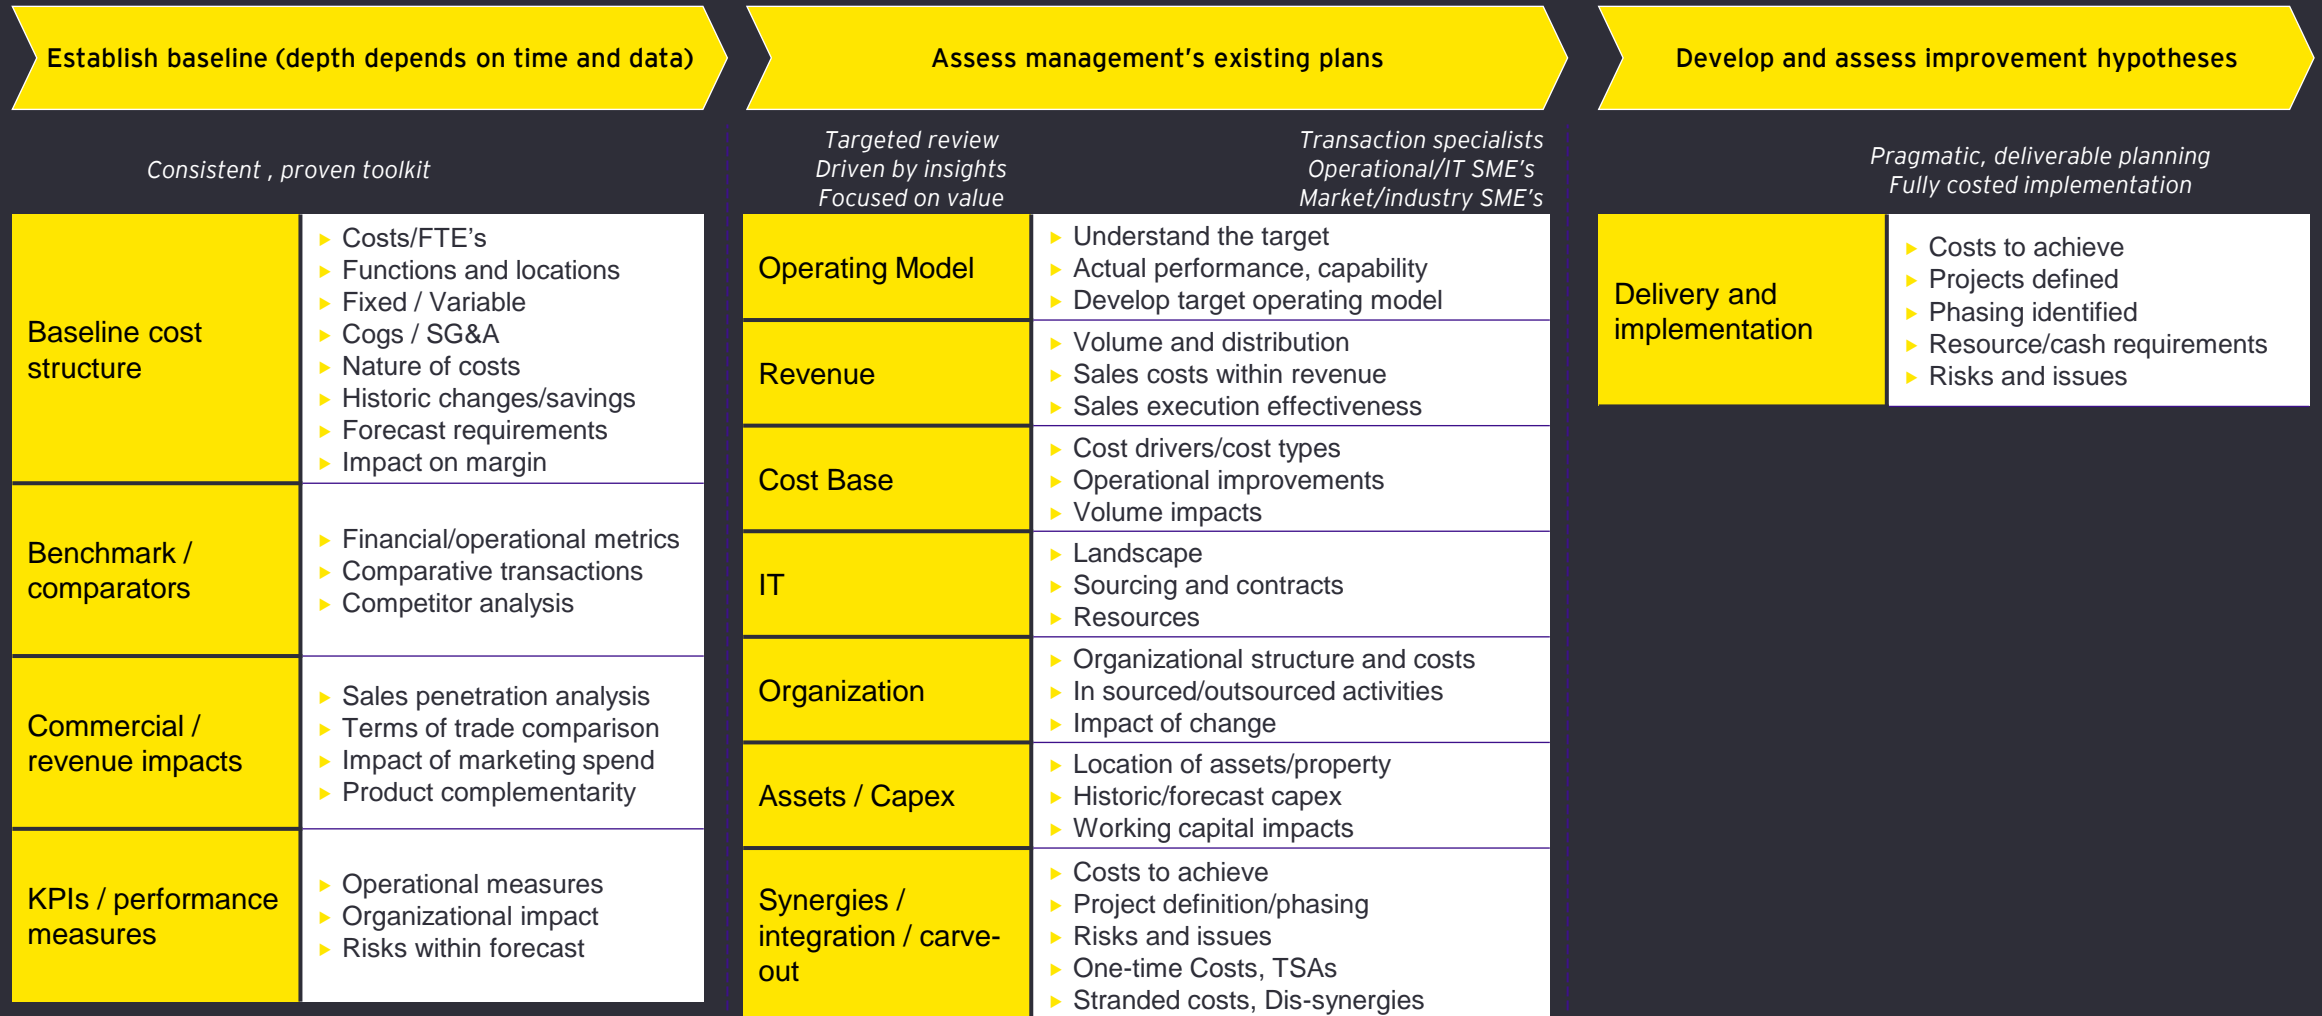 Establish baseline (depth depends on time and data)
Consistent , proven toolkit
Baseline cost
structure
Costs/FTE's
Functions and locations
Fixed / Variable
Cogs / SG&A
Nature of costs
Historic changes/savings
Forecast requirements
Impact on margin
Benchmark /
comparators
Financial/operational metrics
Comparative transactions
Competitor analysis
Commercial /
revenue impacts
Sales penetration analysis
Terms of trade comparison
Impact of marketing spend
Product complementarity
KPIs / performance
measures
Operational measures
Organizational impact
Risks within forecast
Assess management's existing plans
Targeted review
Driven by insights
Focused on value
Transaction specialists
Operational/IT SME's
Market/industry SME's
Operating Model
Understand the target
Actual performance, capability
Develop target operating model
Revenue
Volume and distribution
Sales costs within revenue
Sales execution effectiveness
Cost Base
Cost drivers/cost types
Operational improvements
Volume impacts
IT
Landscape
Sourcing and contracts
Resources
Organization
Organizational structure and costs
In sourced/outsourced activities
Impact of change
Assets / Capex
Location of assets/property
Historic/forecast capex
Working capital impacts
Synergies /
integration / carve-
out
Costs to achieve
Project definition/phasing
Risks and issues
One-time Costs, TSAs
Stranded costs, Dis-synergies
Develop and assess improvement hypotheses
Pragmatic, deliverable planning
Fully costed implementation
Delivery and
implementation
Costs to achieve
Projects defined
Phasing identified
Resource/cash requirements
Risks and issues